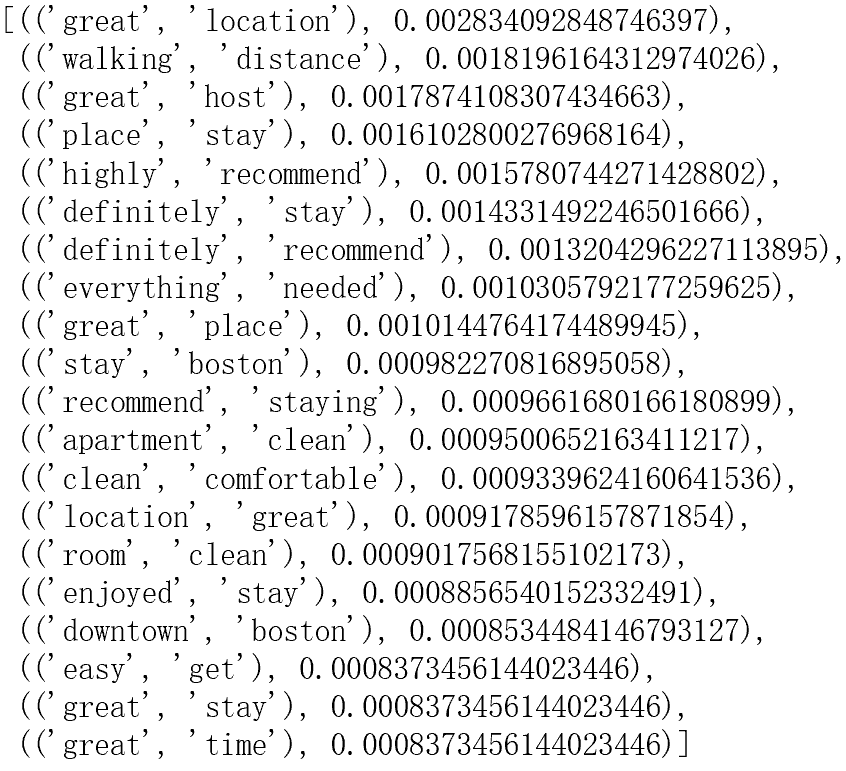 [(('great', 'location'), 0.002834092848746397),
(('walking', 'distance'), 0.0018196164312974026),
(('great', 'host'), 0.0017874108307434663),
(('place', 'stay'), 0.0016102800276968164),
(('highly', 'recommend'), 0.0015780744271428802),
(('definitely', 'stay'), 0.0014331492246501666),
(('definitely', 'recommend'), 0.0013204296227113895),
(('everything', 'needed'), 0.0010305792177259625),
(('great', 'place'), 0.0010144764174489945),
(('stay', 'boston'), 0.000982270816895058),
(('recommend', 'staying'), 0.0009661680166180899),
(('apartment', 'clean'), 0.0009500652163411217),
(('clean', 'comfortable'), 0.0009339624160641536),
(('location', 'great'), 0.0009178596157871854),
(('room', 'clean'), 0.0009017568155102173),
(('enjoyed', 'stay'), 0.0008856540152332491),
(('downtown', 'boston'), 0.0008534484146793127),
(('easy', 'get'), 0.0008373456144023446),
(('great', 'stay'), 0.0008373456144023446),
(('great', 'time'), 0.0008373456144023446)]